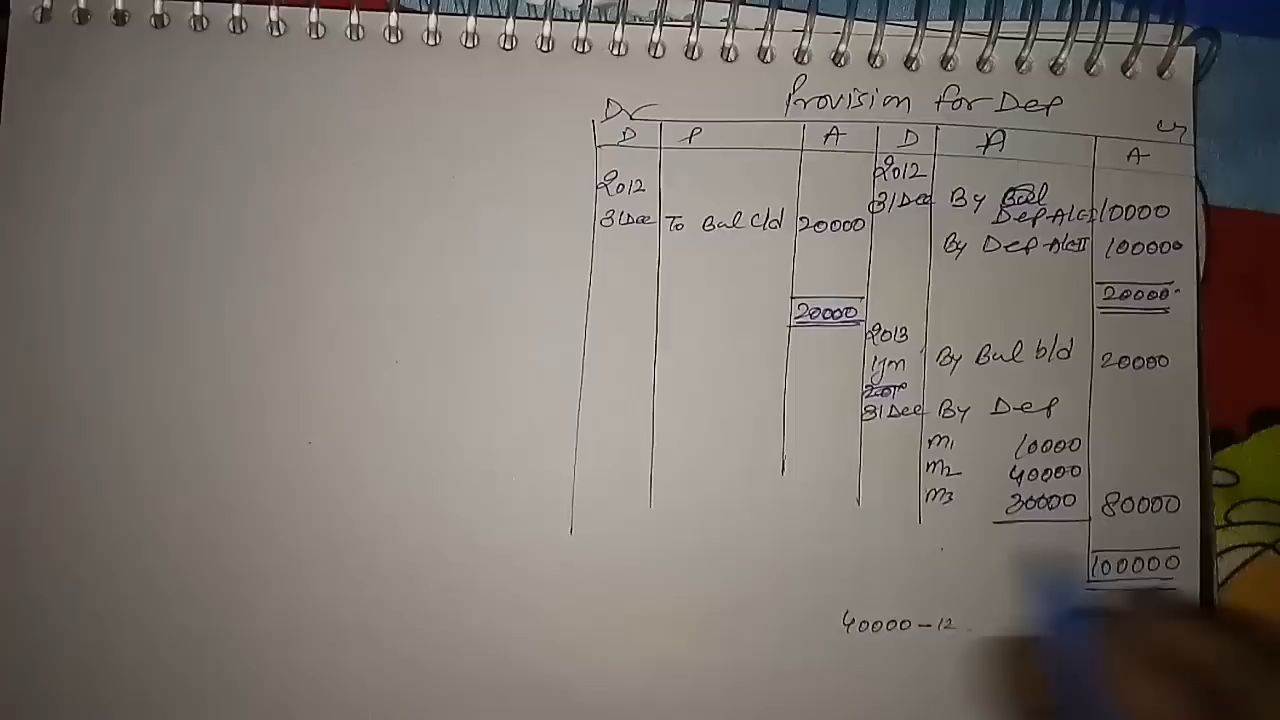 Provision for Dep
Dr Cr
D P A D P A
2012 2012
31Dec To Bal C/d 20000 31Dec By Dep A/c I 10000
By Dep A/c II 100000
20000
20000
2013
1jan By Bal b/d 20000
31Dec By Dep
m1 10000
m2 40000
m3 30000 80000
100000
40000-12